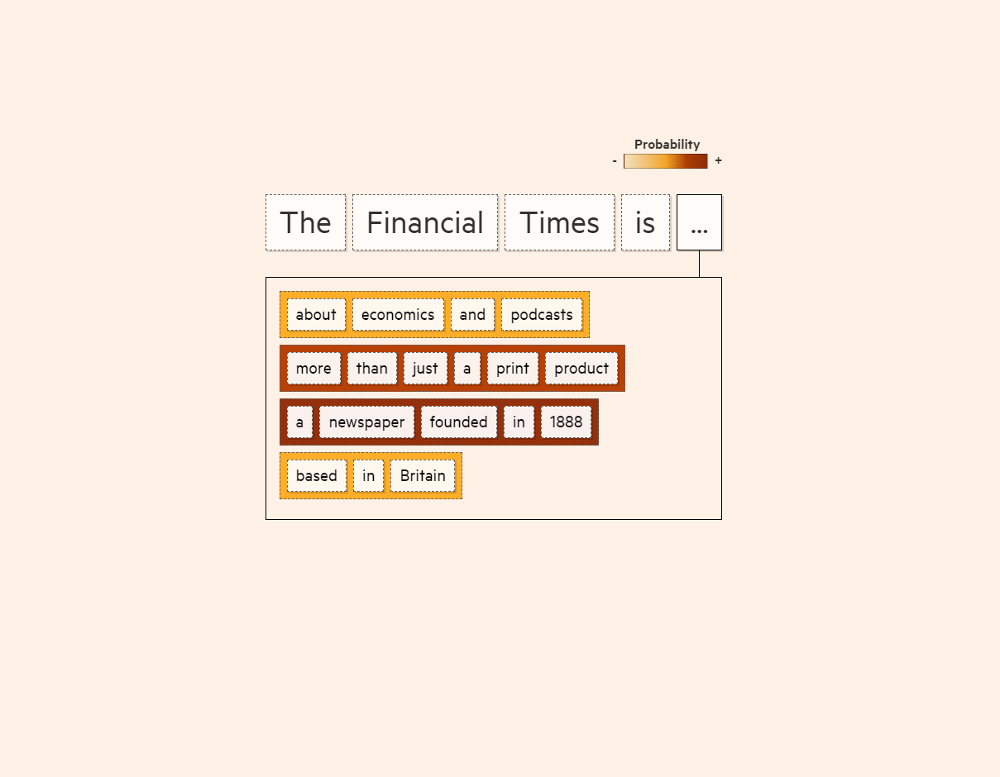 Probability
- +
The Financial Times is ...
about economics and podcasts
more than just a print product
a newspaper founded in 1888
based in Britain